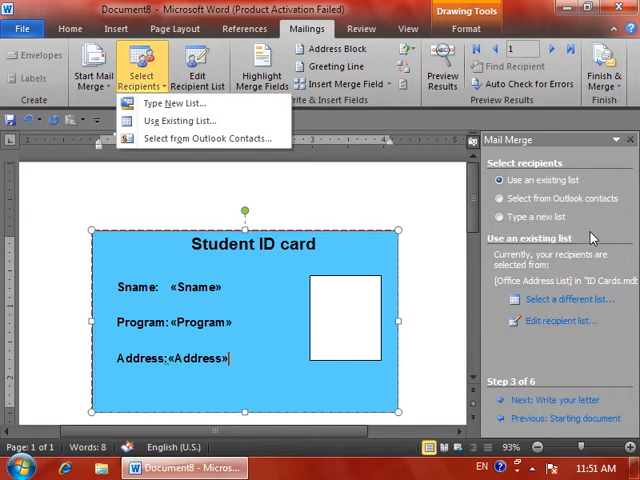 Document8 - Microsoft Word (Product Activation Failed)
Drawing Tools
File
Home
Insert
Page Layout
References
Mailings
Review
View
Format
Envelopes
Labels
Create
Start Mail
Merge
Select
Recipients
Edit
Recipient List
Highlight
Merge Fields
Address Block
Greeting Line
Insert Merge Field
Write & Insert Fields
Preview
Results
1
Find Recipient
Auto Check for Errors
Preview Results
Finish &
Merge
Finish
Type New List...
Use Existing List...
Select from Outlook Contacts...
Student ID card
Sname: «Sname»
Program: «Program»
Address:«Address»
Mail Merge
Select recipients
Use an existing list
Select from Outlook contacts
Type a new list
Use an existing list
Currently, your recipients are
selected from:
[Office Address List] in "ID Cards.mdb
Select a different list...
Edit recipient list...
Step 3 of 6
Next: Write your letter
Previous: Starting document
Page: 1 of 1
Words: 8
English (U.S.)
93%
Document8 - Micros...
EN
11:51 AM